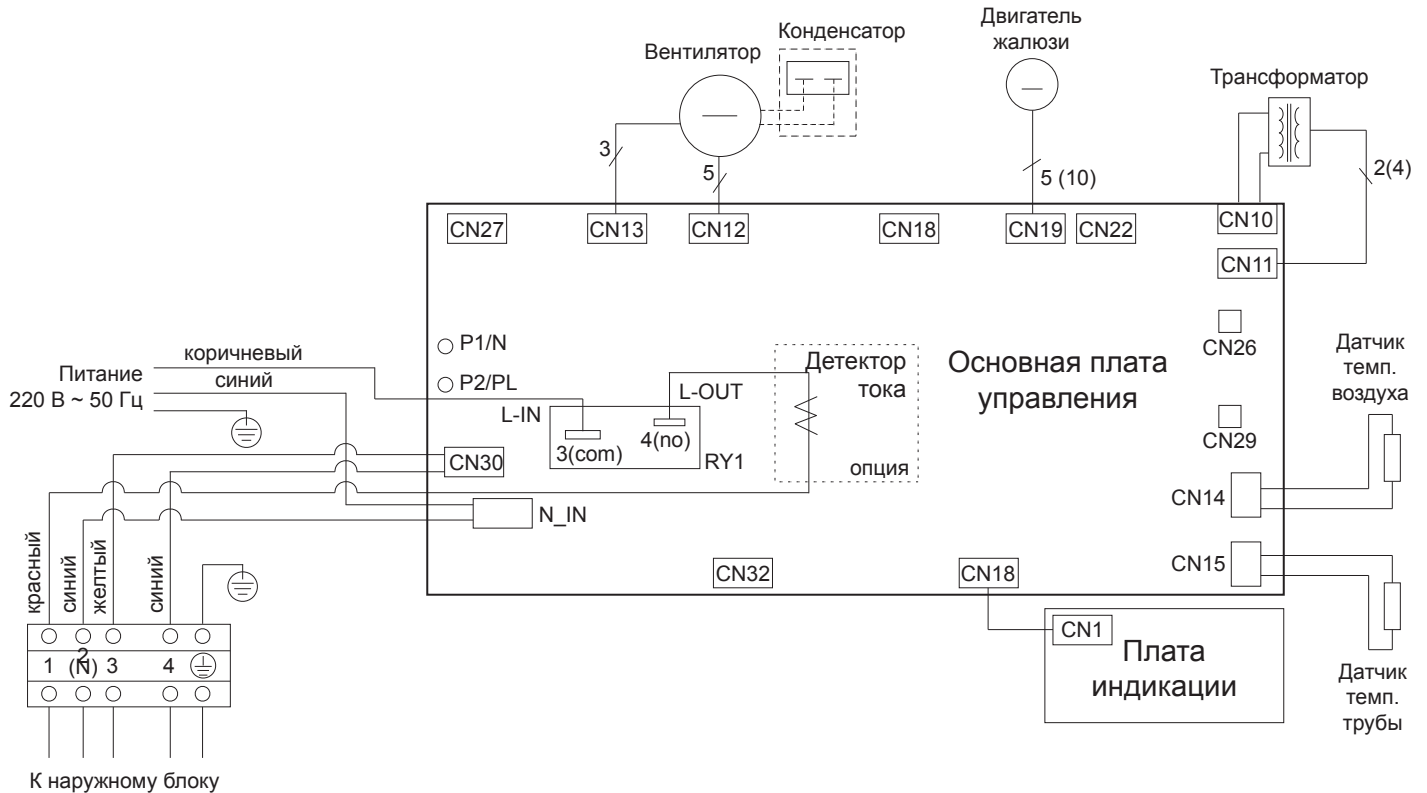 Двигатель
жалюзи
Конденсатор
Вентилятор
Трансформатор
3
5
5 (10)
2(4)
CN27
CN13
CN12
CN18
CN19
CN22
CN10
CN11
P1/N
CN26
коричневый
Питание
220 В ~ 50 Гц
синий
P2/PL
L-IN
L-OUT
3(com)
4(no)
RY1
Детектор
тока
опция
Основная плата
управления
Датчик
темп.
воздуха
CN29
CN30
N_IN
CN14
CN15
CN32
CN18
CN1
Плата
индикации
Датчик
темп.
трубы
красный
синий
желтый
синий
1
2
(N)
3
4
К наружному блоку